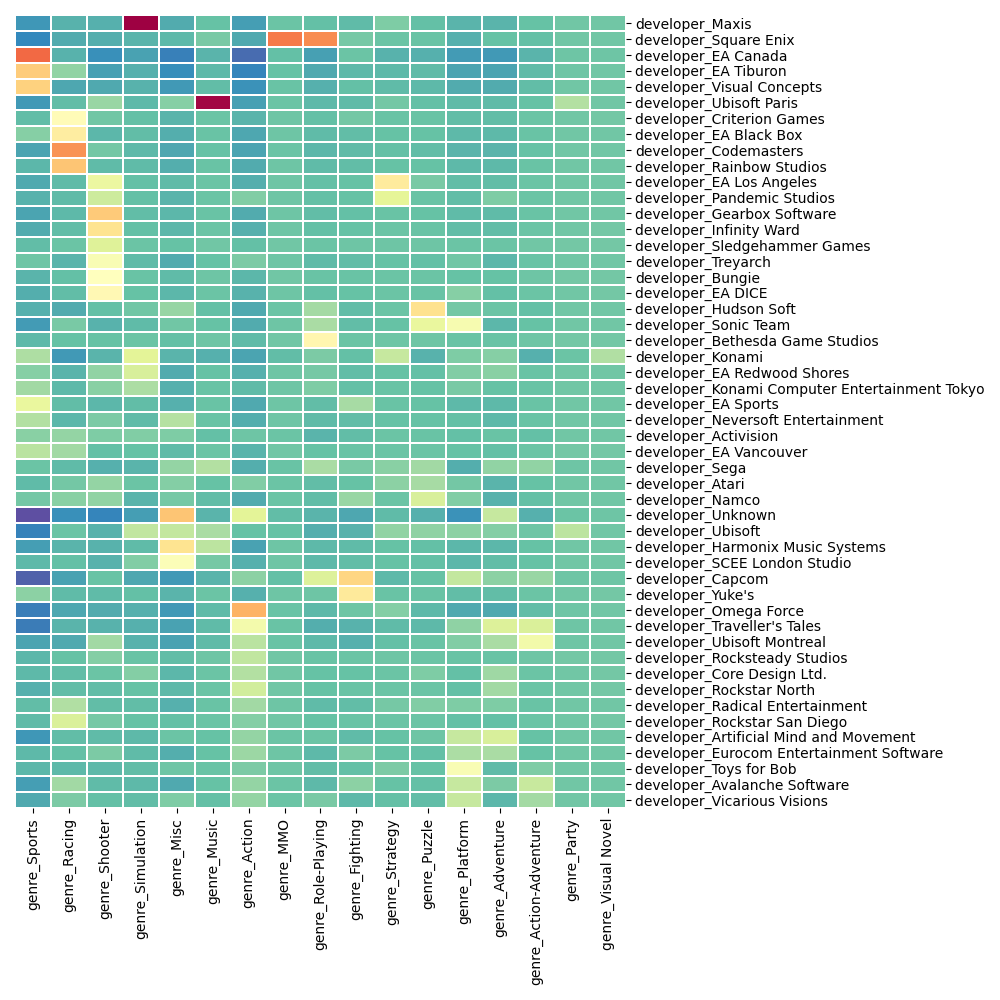 developer_Maxis
developer_Square Enix
developer_EA Canada
developer_EA Tiburon
developer_Visual Concepts
developer_Ubisoft Paris
developer_Criterion Games
developer_EA Black Box
developer_Codemasters
developer_Rainbow Studios
developer_EA Los Angeles
developer_Pandemic Studios
developer_Gearbox Software
developer_Infinity Ward
developer_Sledgehammer Games
developer_Treyarch
developer_Bungie
developer_EA DICE
developer_Hudson Soft
developer_Sonic Team
developer_Bethesda Game Studios
developer_Konami
developer_EA Redwood Shores
developer_Konami Computer Entertainment Tokyo
developer_EA Sports
developer_Neversoft Entertainment
developer_Activision
developer_EA Vancouver
developer_Sega
developer_Atari
developer_Namco
developer_Unknown
developer_Ubisoft
developer_Harmonix Music Systems
developer_SCEE London Studio
developer_Capcom
developer_Yuke's
developer_Omega Force
developer_Traveller's Tales
developer_Ubisoft Montreal
developer_Rocksteady Studios
developer_Core Design Ltd.
developer_Rockstar North
developer_Radical Entertainment
developer_Rockstar San Diego
developer_Artificial Mind and Movement
developer_Eurocom Entertainment Software
developer_Toys for Bob
developer_Avalanche Software
developer_Vicarious Visions
genre_Sports
genre_Racing
genre_Shooter
genre_Simulation
genre_Misc
genre_Music
genre_Action
genre_MMO
genre_Role-Playing
genre_Fighting
genre_Strategy
genre_Puzzle
genre_Platform
genre_Adventure
genre_Action-Adventure
genre_Party
genre_Visual Novel